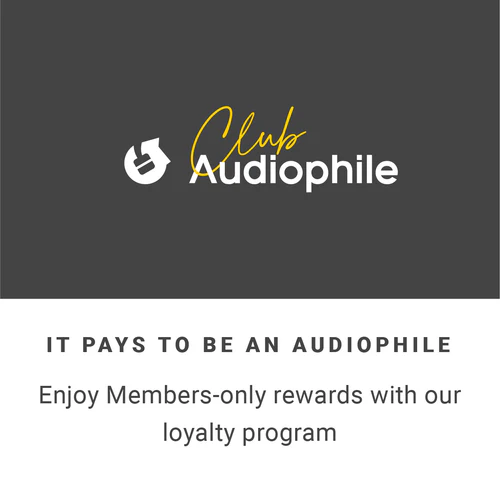 Club
Audiophile
IT PAYS TO BE AN AUDIOPHILE
Enjoy Members-only rewards with our
loyalty program